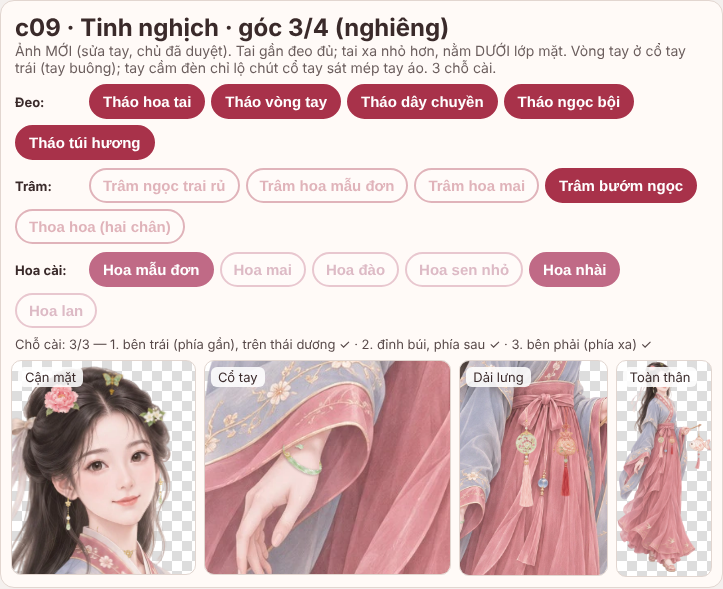 c09 · Tinh nghịch · góc 3/4 (nghiêng)
Ảnh MỚI (sửa tay, chủ đã duyệt). Tai gần đeo đủ; tai xa nhỏ hơn, nằm DƯỚI lớp mặt. Vòng tay ở cổ tay
trái (tay buông); tay cầm đèn chỉ lộ chút cổ tay sát mép tay áo. 3 chỗ cài.
Đeo: Tháo hoa tai Tháo vòng tay Tháo dây chuyền Tháo ngọc bội
Tháo túi hương
Trâm: Trâm ngọc trai rủ Trâm hoa mẫu đơn Trâm hoa mai Trâm bướm ngọc
Thoa hoa (hai chân)
Hoa cài: Hoa mẫu đơn Hoa mai Hoa đào Hoa sen nhỏ Hoa nhài
Hoa lan
Chỗ cài: 3/3 — 1. bên trái (phía gần), trên thái dương ✓ · 2. đỉnh búi, phía sau ✓ · 3. bên phải (phía xa) ✓
Cận mặt Cổ tay Dải lưng Toàn thân